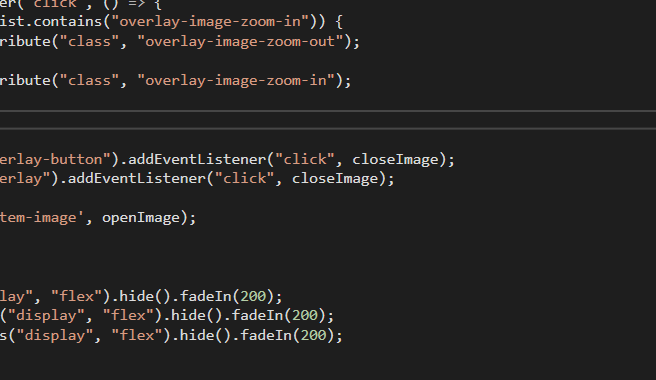 er('click', () => {
ist.contains("overlay-image-zoom-in")) {
ribute("class", "overlay-image-zoom-out");
ribute("class", "overlay-image-zoom-in");
erlay-button").addEventListener("click", closeImage);
erlay").addEventListener("click", closeImage);
tem-image', openImage);
lay", "flex").hide().fadeIn(200);
("display", "flex").hide().fadeIn(200);
s("display", "flex").hide().fadeIn(200);